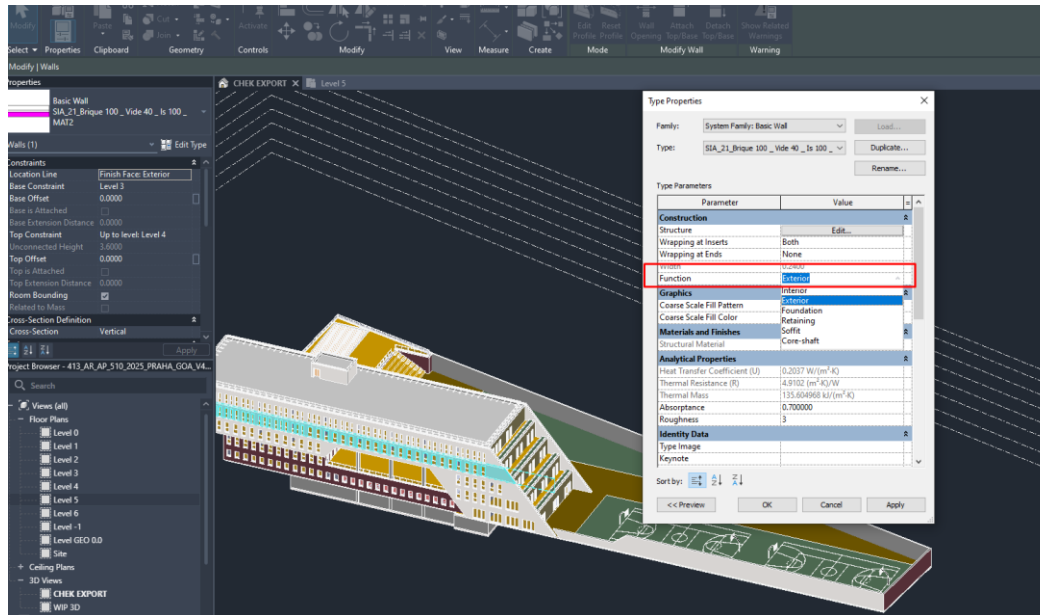 Modify
Paste
Cut
Join
Activate
Edit Profile
Reset Profile
Wall Opening
Attach Top/Base
Detach Top/Base
Show Related Warnings
Select
Properties
Clipboard
Geometry
Controls
Modify
View
Measure
Create
Mode
Modify Wall
Warning
Modify | Walls
Properties
CHEK EXPORT
Level 5
Basic Wall
SIA_21_Brique 100 _ Vide 40 _ Is 100 _
MAT2
Walls (1)
Edit Type
Constraints
Location Line Finish Face: Exterior
Base Constraint Level 3
Base Offset 0.0000
Base is Attached
Base Extension Distance 0.0000
Top Constraint Up to level: Level 4
Unconnected Height 3.6000
Top Offset 0.0000
Top is Attached
Top Extension Distance 0.0000
Room Bounding
Related to Mass
Cross-Section Definition
Cross-Section Vertical
Apply
Project Browser - 413_AR_AP_510_2025_PRAHA_GOA_V4...
Search
Views (all)
Floor Plans
Level 0
Level 1
Level 2
Level 3
Level 4
Level 5
Level 6
Level -1
Level GEO 0.0
Site
Ceiling Plans
3D Views
CHEK EXPORT
WIP 3D
Type Properties
Family: System Family: Basic Wall Load...
Type: SIA_21_Brique 100 _ Vide 40 _ Is 100 _ Duplicate...
Rename...
Type Parameters
Parameter Value =
Construction
Structure Edit...
Wrapping at Inserts Both
Wrapping at Ends None
Width 0.2400
Function Exterior
Interior
Exterior
Foundation
Retaining
Soffit
Core-shaft
Graphics
Coarse Scale Fill Pattern
Coarse Scale Fill Color
Materials and Finishes
Structural Material
Analytical Properties
Heat Transfer Coefficient (U) 0.2037 W/(m²·K)
Thermal Resistance (R) 4.9102 (m²·K)/W
Thermal Mass 135.604968 kJ/(m²·K)
Absorptance 0.700000
Roughness 3
Identity Data
Type Image
Keynote
Sort by:
<< Preview OK Cancel Apply